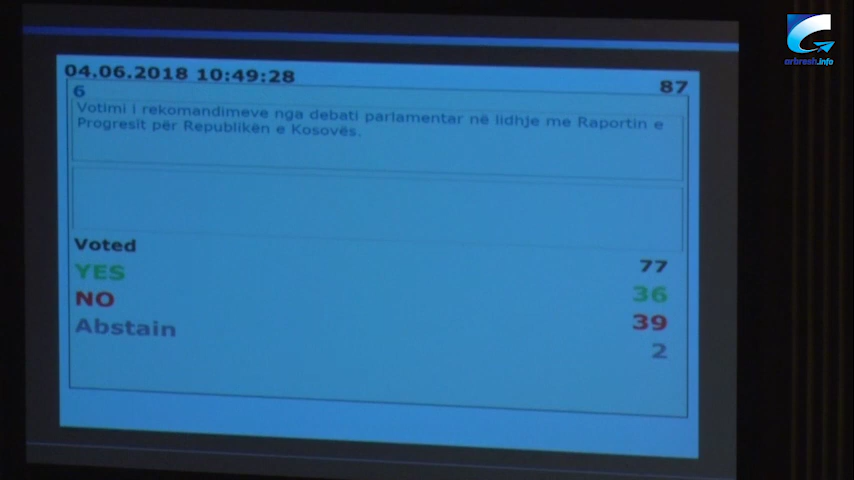 arbresh.info
04.06.2018 10:49:28 87
6
Votimi i rekomandimeve nga debati parlamentar në lidhje me Raportin e
Progresit për Republikën e Kosovës.
Voted 77
YES 36
NO 39
Abstain 2